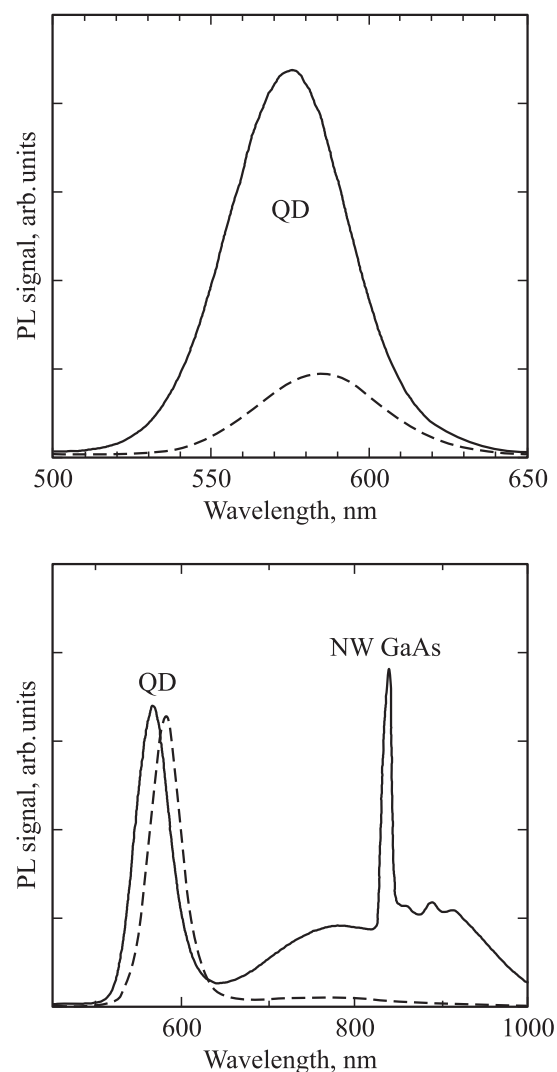 PL signal, arb. units
QD
500 550 600 650
Wavelength, nm
PL signal, arb. units
NW GaAs
QD
600 800 1000
Wavelength, nm